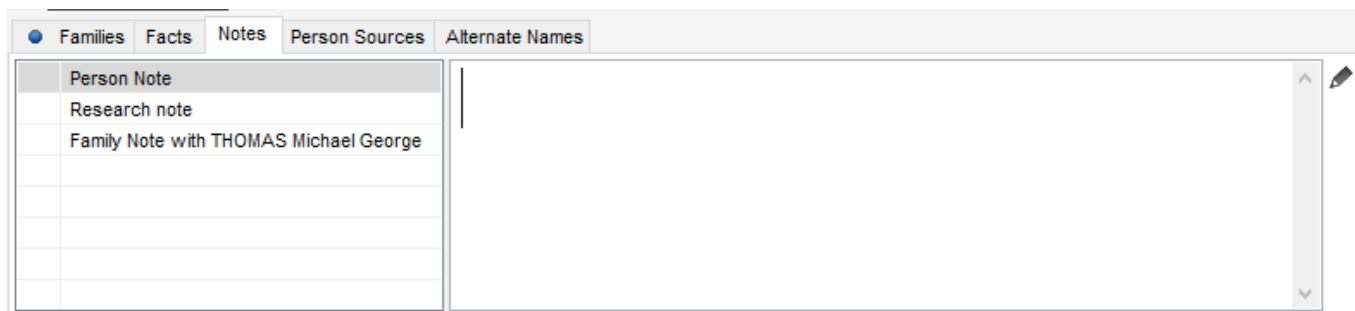 Families Facts Notes Person Sources Alternate Names
Person Note
Research note
Family Note with THOMAS Michael George